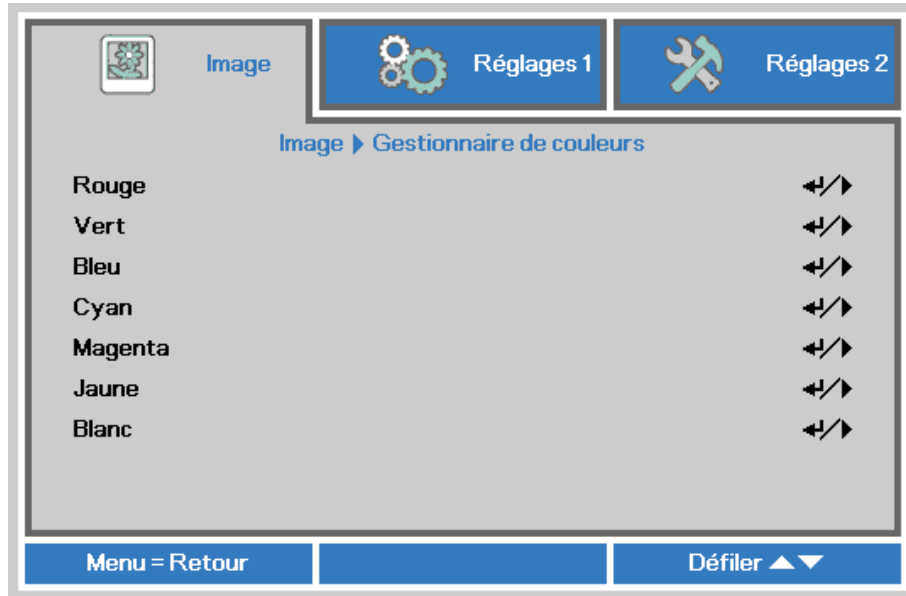 Image
Réglages 1
Réglages 2
Image ▶ Gestionnaire de couleurs
Rouge ↵/▶
Vert ↵/▶
Bleu ↵/▶
Cyan ↵/▶
Magenta ↵/▶
Jaune ↵/▶
Blanc ↵/▶
Menu = Retour
Défiler ▲▼